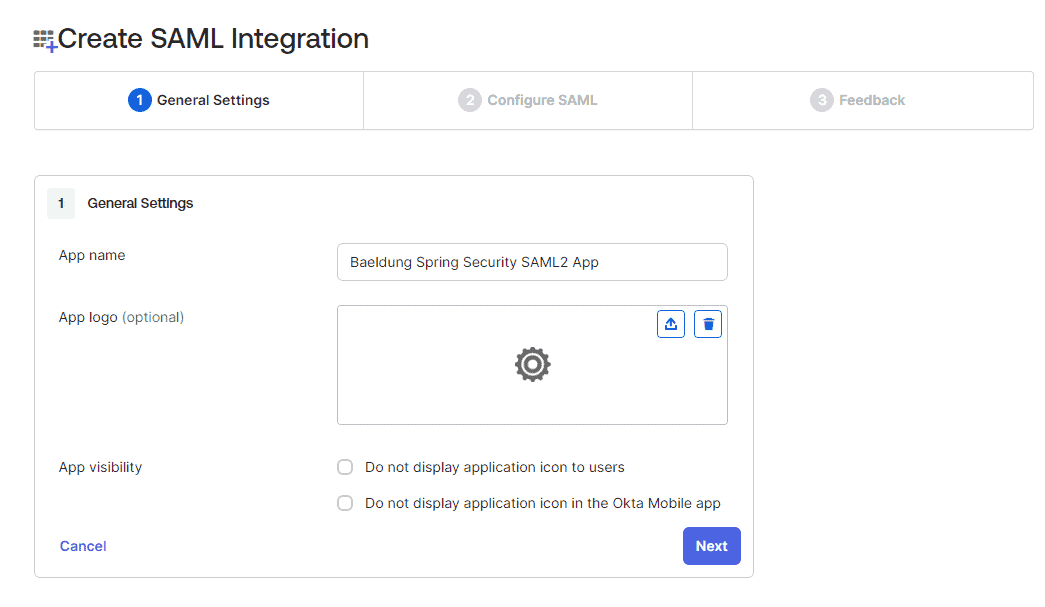 Create SAML Integration
1 General Settings
2 Configure SAML
3 Feedback
1 General Settings
App name
Baeldung Spring Security SAML2 App
App logo (optional)
App visibility
Do not display application icon to users
Do not display application icon in the Okta Mobile app
Cancel
Next